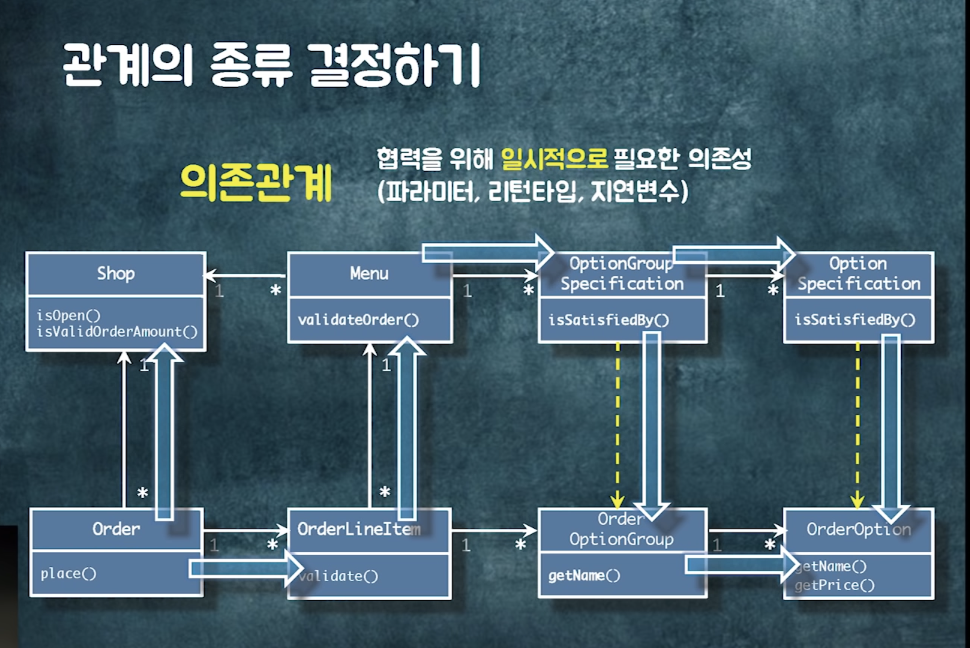 관계의 종류 결정하기
의존관계
협력을 위해 일시적으로 필요한 의존성
(파라미터, 리턴타입, 지연변수)
Shop
isOpen()
isValidOrderAmount()
1
*
Menu
validateOrder()
1
*
OptionGroup
Specification
isSatisfiedBy()
1
*
Option
Specification
isSatisfiedBy()
1
*
1
*
Order
place()
1
*
OrderLineItem
validate()
1
*
Order
OptionGroup
getName()
1
*
OrderOption
getName()
getPrice()